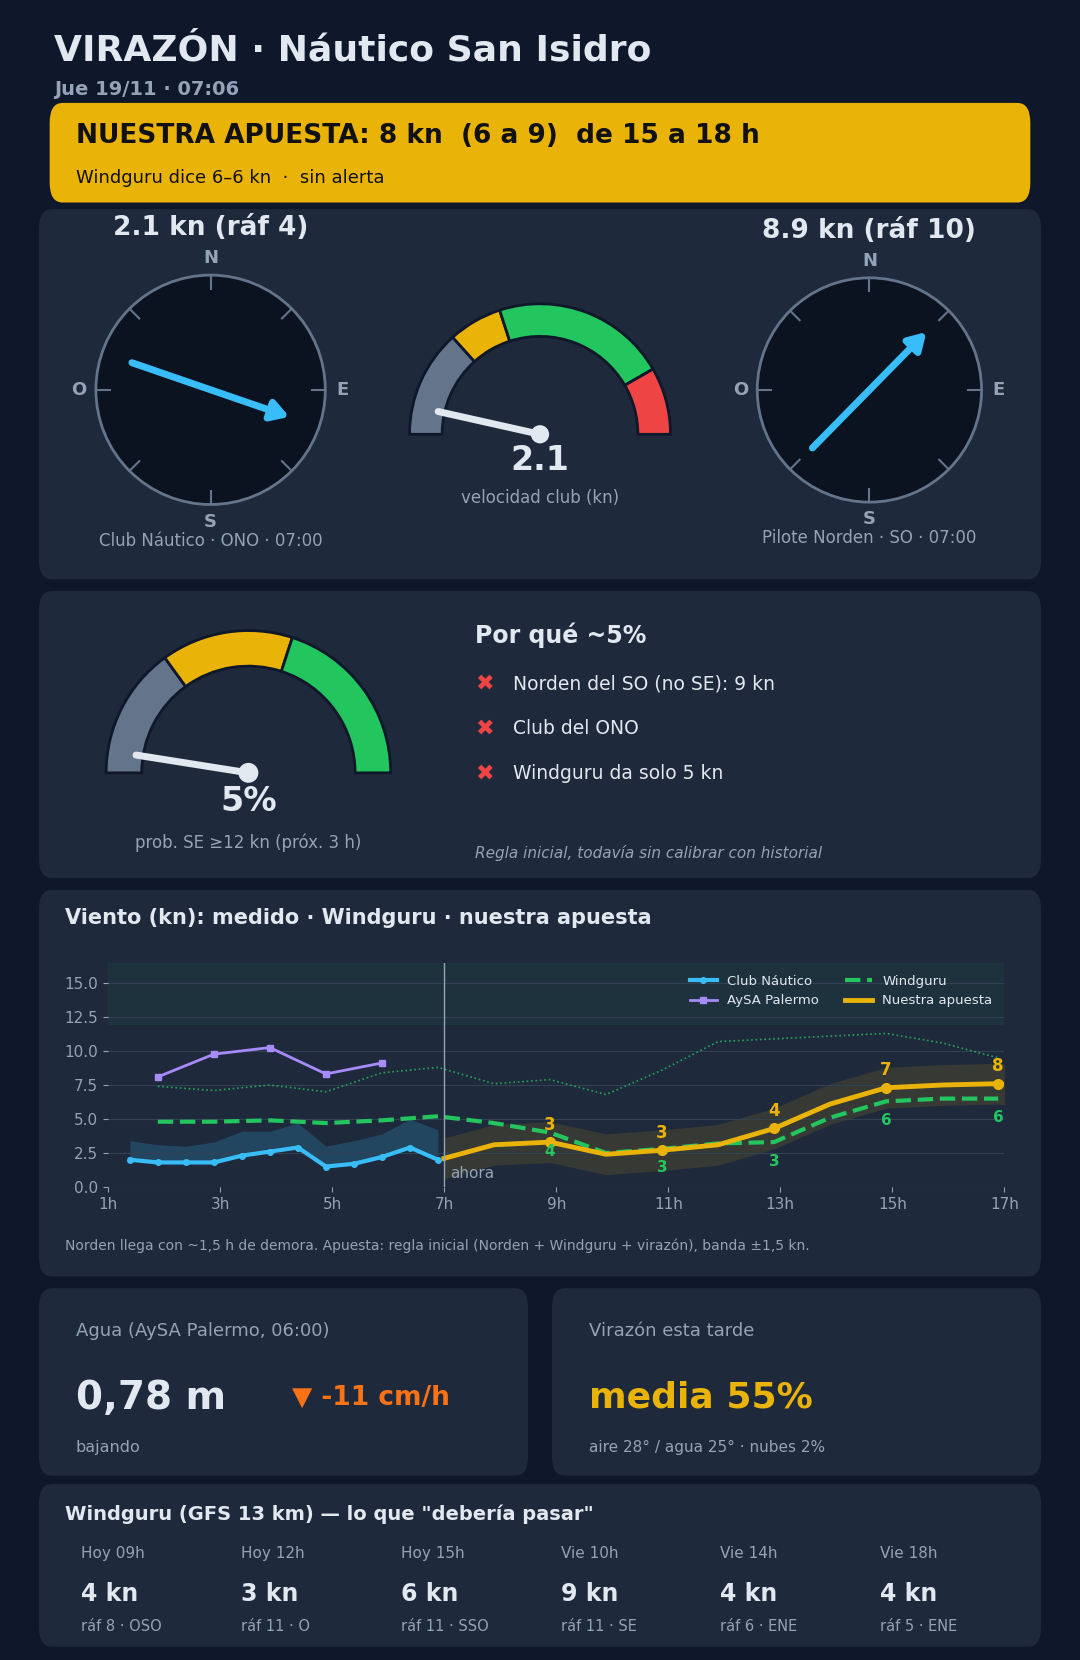 VIRAZÓN · Náutico San Isidro
Jue 19/11 · 07:06
NUESTRA APUESTA: 8 kn (6 a 9) de 15 a 18 h
Windguru dice 6–6 kn · sin alerta
2.1 kn (ráf 4)
N
O
E
S
Club Náutico · ONO · 07:00
2.1
velocidad club (kn)
8.9 kn (ráf 10)
N
O
E
S
Pilote Norden · SO · 07:00
5%
prob. SE ≥12 kn (próx. 3 h)
Por qué ~5%
✖ Norden del SO (no SE): 9 kn
✖ Club del ONO
✖ Windguru da solo 5 kn
Regla inicial, todavía sin calibrar con historial
Viento (kn): medido · Windguru · nuestra apuesta
Club Náutico
AySA Palermo
Windguru
Nuestra apuesta
15.0
12.5
10.0
7.5
5.0
2.5
0.0
3
3
4
7
8
4
3
3
6
6
ahora
1h 3h 5h 7h 9h 11h 13h 15h 17h
Norden llega con ~1,5 h de demora. Apuesta: regla inicial (Norden + Windguru + virazón), banda ±1,5 kn.
Agua (AySA Palermo, 06:00)
0,78 m ▼ -11 cm/h
bajando
Virazón esta tarde
media 55%
aire 28° / agua 25° · nubes 2%
Windguru (GFS 13 km) — lo que "debería pasar"
Hoy 09h Hoy 12h Hoy 15h Vie 10h Vie 14h Vie 18h
4 kn 3 kn 6 kn 9 kn 4 kn 4 kn
ráf 8 · OSO ráf 11 · O ráf 11 · SSO ráf 11 · SE ráf 6 · ENE ráf 5 · ENE